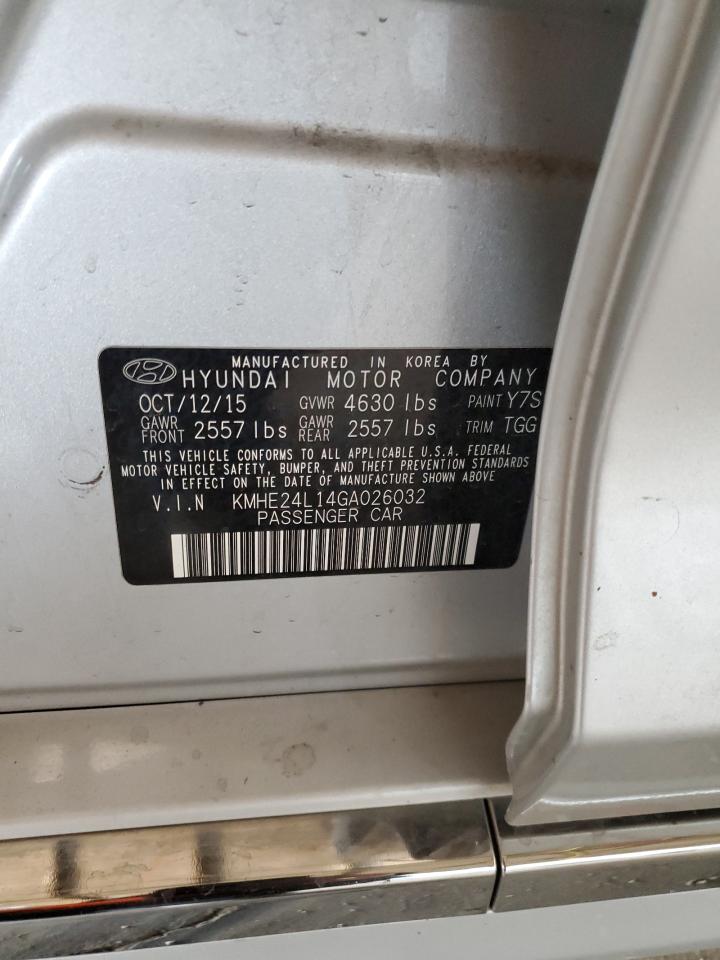 MANUFACTURED IN KOREA BY
HYUNDAI MOTOR COMPANY
OCT/12/15 GVWR 4630 lbs PAINT Y7S
GAWR FRONT 2557 lbs GAWR REAR 2557 lbs TRIM TGG
THIS VEHICLE CONFORMS TO ALL APPLICABLE U.S.A. FEDERAL
MOTOR VEHICLE SAFETY, BUMPER, AND THEFT PREVENTION STANDARDS
IN EFFECT ON THE DATE OF MANUFACTURE SHOWN ABOVE
V.I.N KMHE24L14GA026032
PASSENGER CAR